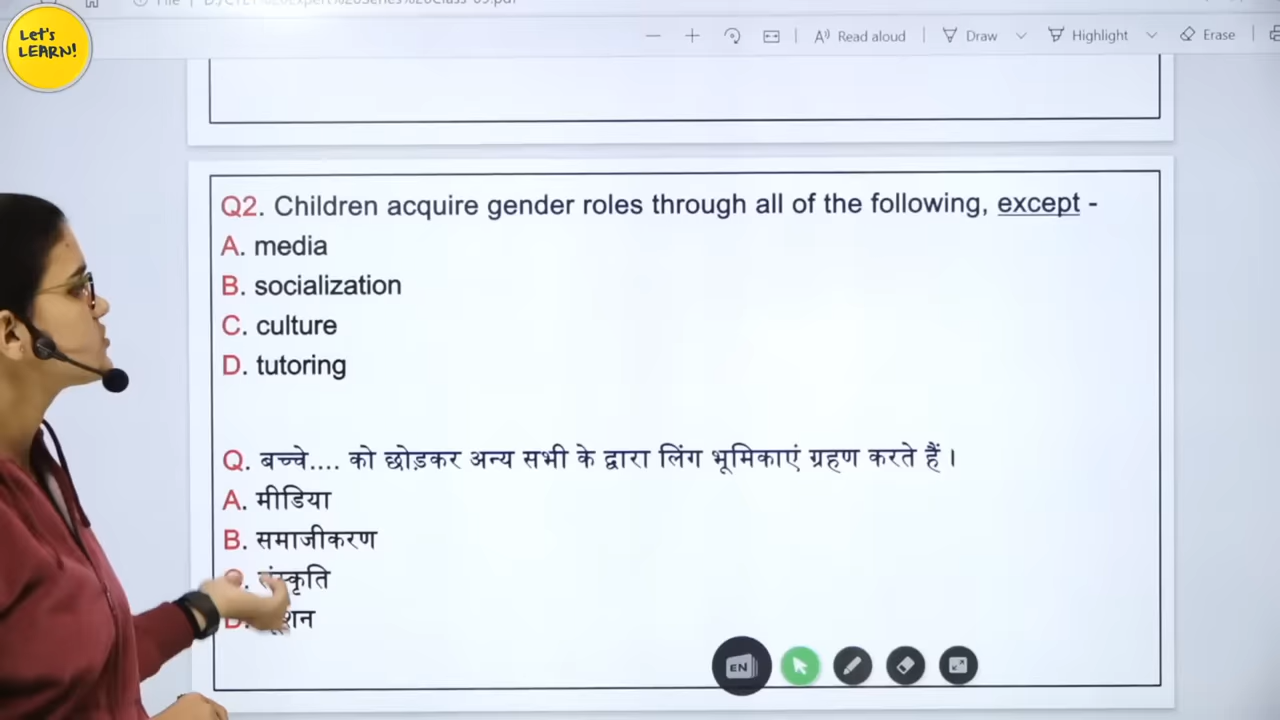 Let's
LEARN!
File
Read aloud
Draw
Highlight
Erase
Q2. Children acquire gender roles through all of the following, except -
A. media
B. socialization
C. culture
D. tutoring
Q. बच्चे.... को छोड़कर अन्य सभी के द्वारा लिंग भूमिकाएं ग्रहण करते हैं।
A. मीडिया
B. समाजीकरण
D.
EN